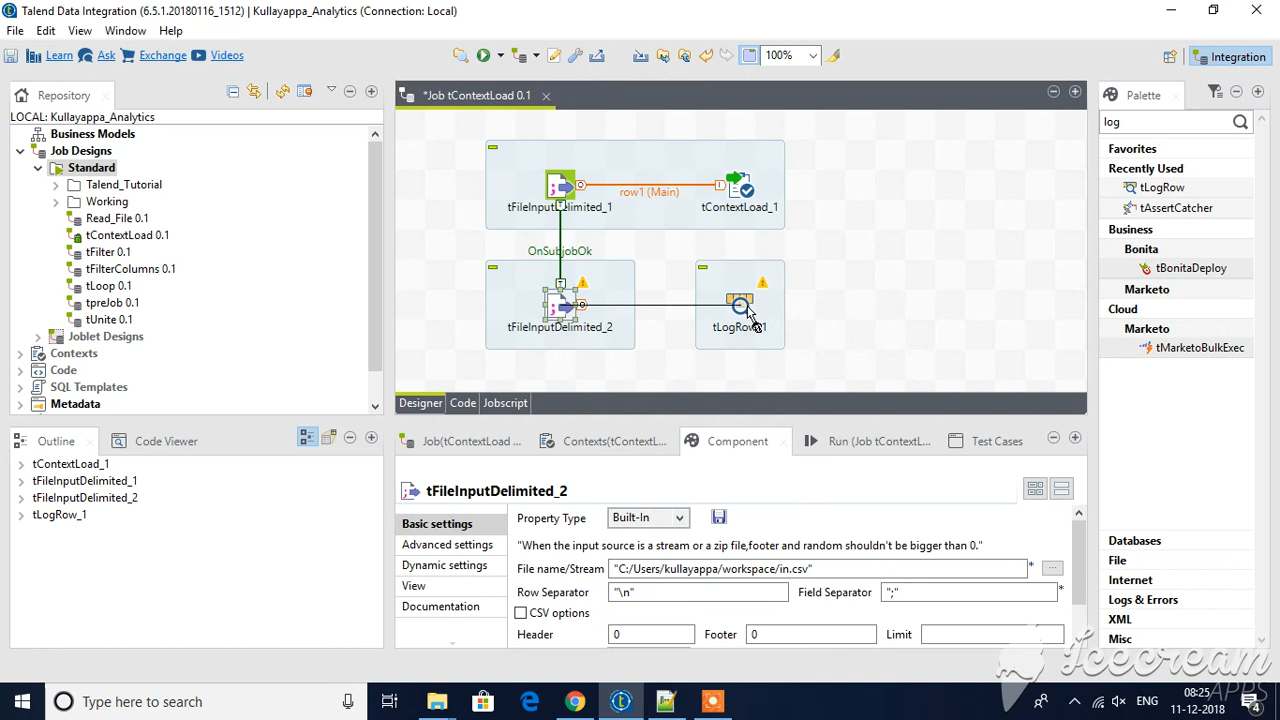 Talend Data Integration (6.5.1.20180116_1512) | Kullayappa_Analytics (Connection: Local)
File Edit View Window Help
Learn Ask Exchange Videos
100%
Integration
Repository
LOCAL: Kullayappa_Analytics
Business Models
Job Designs
Standard
Talend_Tutorial
Working
Read_File 0.1
tContextLoad 0.1
tFilter 0.1
tFilterColumns 0.1
tLoop 0.1
tpreJob 0.1
tUnite 0.1
Joblet Designs
Contexts
Code
SQL Templates
Metadata
*Job tContextLoad 0.1
row1 (Main)
tFileInputDelimited_1
tContextLoad_1
OnSubjobOk
tFileInputDelimited_2
tLogRow_1
Designer Code Jobscript
Palette
log
Favorites
Recently Used
tLogRow
tAssertCatcher
Business
Bonita
tBonitaDeploy
Marketo
Cloud
Marketo
tMarketoBulkExec
Databases
File
Internet
Logs & Errors
XML
Misc
Outline
Code Viewer
tContextLoad_1
tFileInputDelimited_1
tFileInputDelimited_2
tLogRow_1
Job(tContextLoad ...
Contexts(tContextL...
Component
Run (Job tContextL...
Test Cases
tFileInputDelimited_2
Basic settings
Advanced settings
Dynamic settings
View
Documentation
Property Type Built-In
"When the input source is a stream or a zip file,footer and random shouldn't be bigger than 0."
File name/Stream "C:/Users/kullayappa/workspace/in.csv" * ...
Row Separator "\n" Field Separator ";" *
CSV options
Header 0 Footer 0 Limit
Icecream
APPS
Type here to search
ENG
08:25
11-12-2018
4